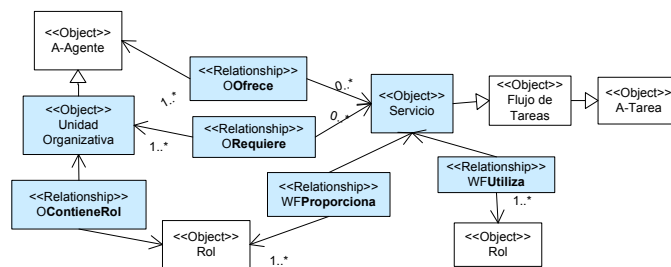 <<Object>>
A-Agente
<<Relationship>>
OOfrece
1..*
0..*
<<Object>>
Unidad
Organizativa
<<Relationship>>
ORequiere
1..*
0..*
<<Object>>
Servicio
<<Object>>
Flujo de
Tareas
<<Object>>
A-Tarea
<<Relationship>>
OContieneRol
<<Relationship>>
WFProporciona
<<Relationship>>
WFUtiliza
1..*
<<Object>>
Rol
1..*
<<Object>>
Rol